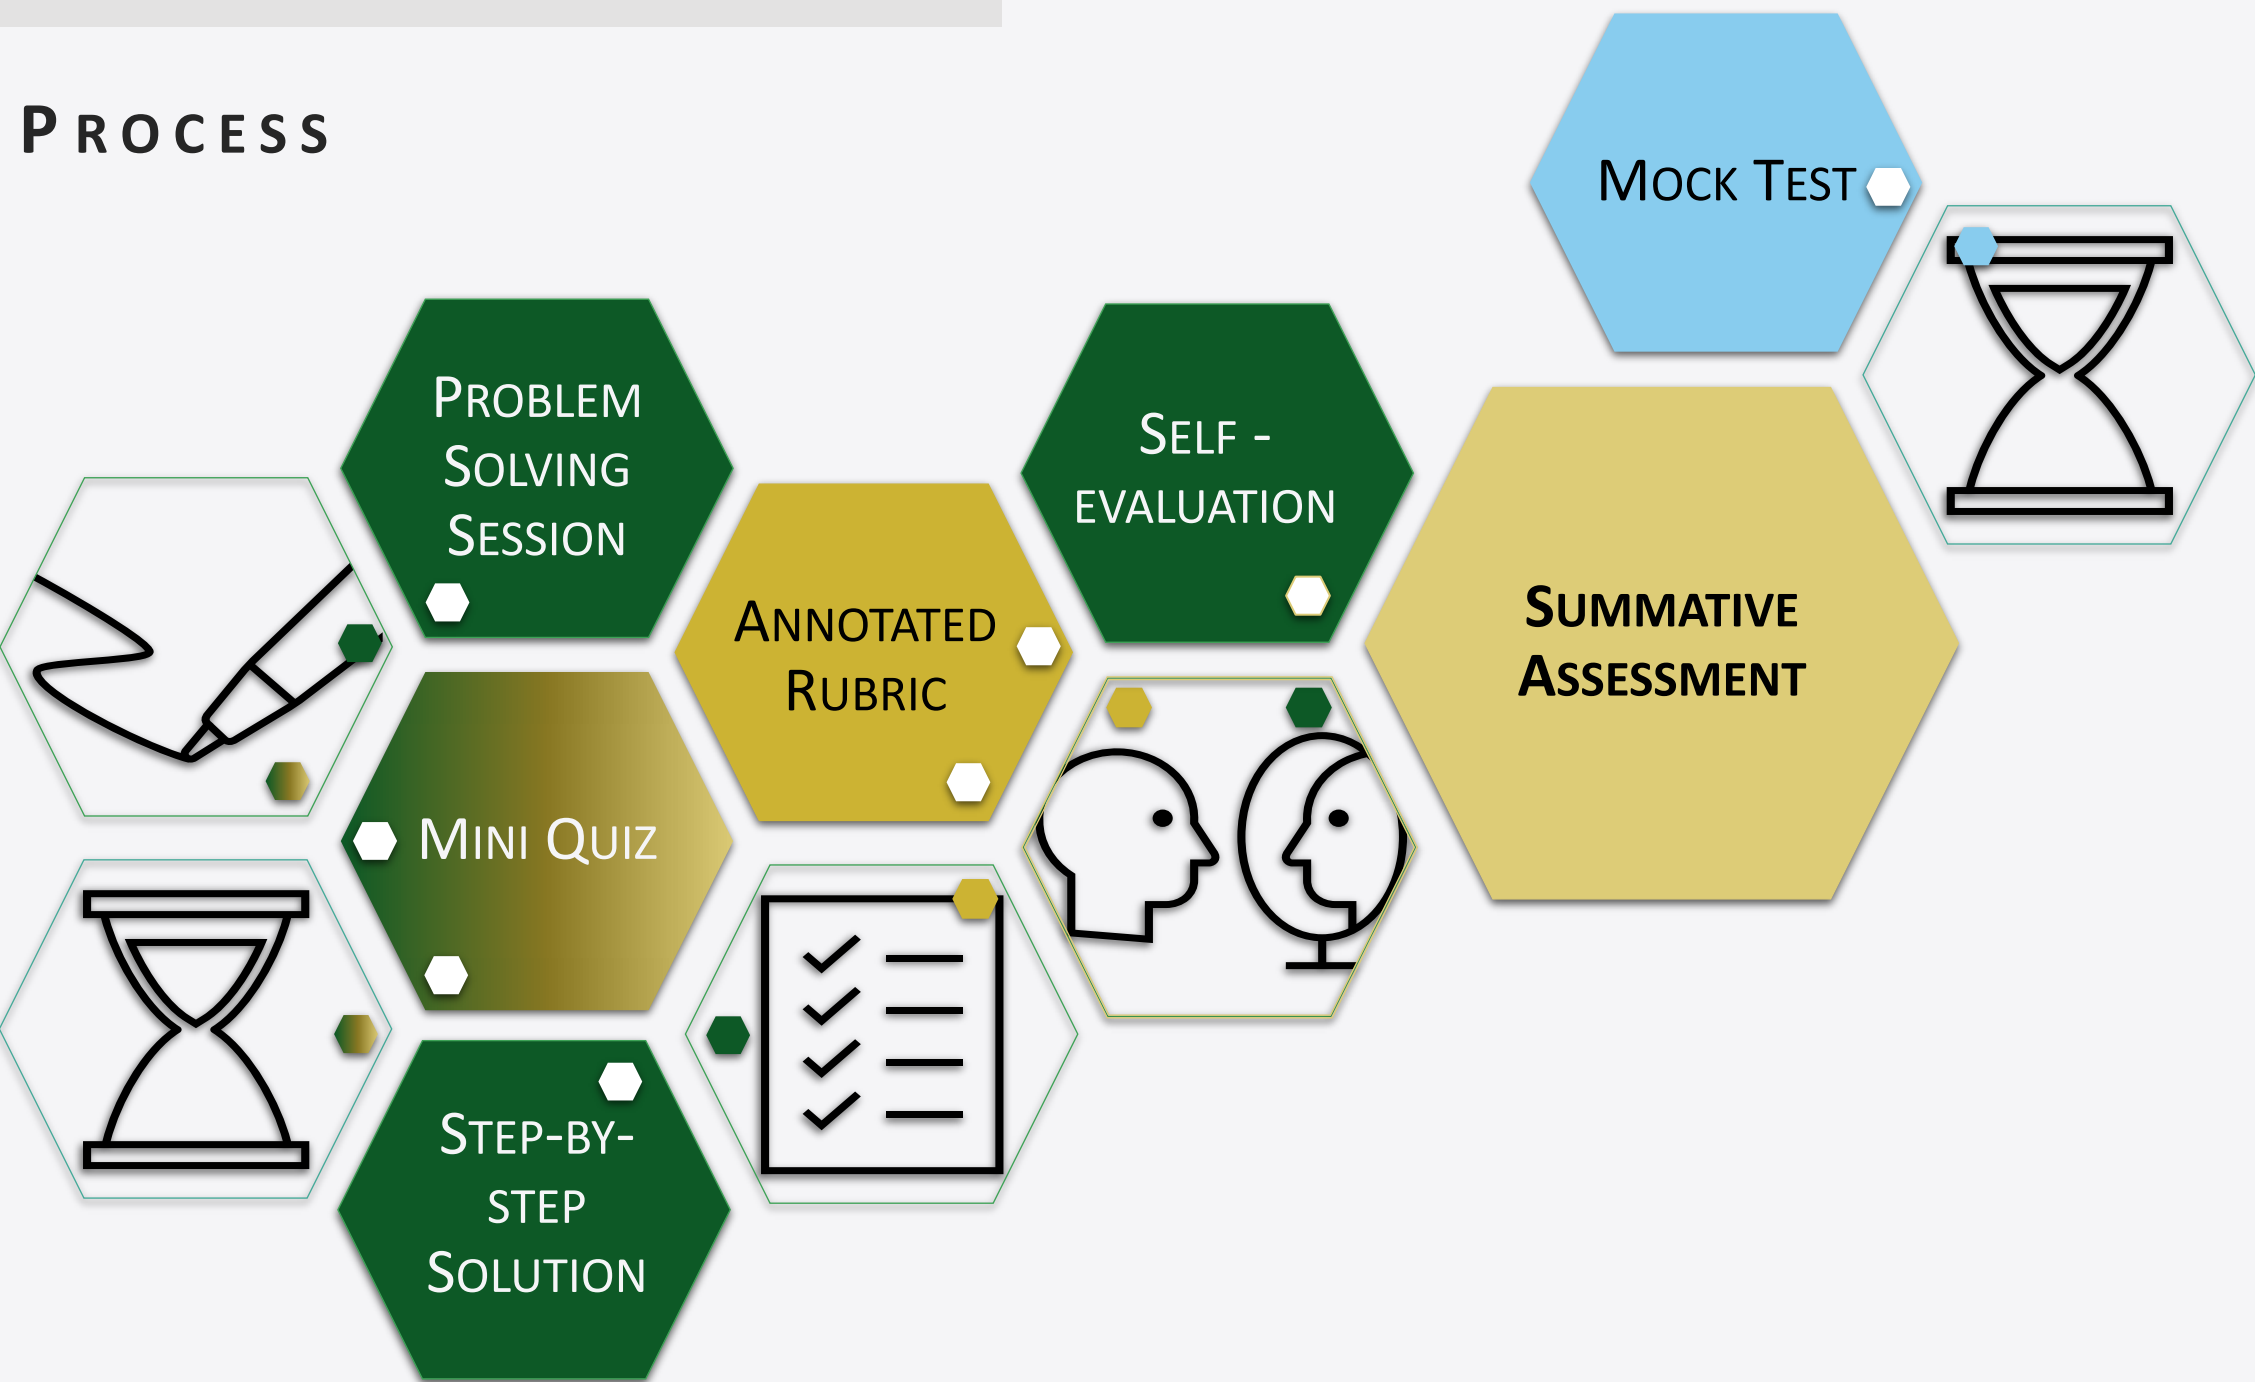 PROCESS
MOCK TEST
PROBLEM
SOLVING
SESSION
SELF -
EVALUATION
ANNOTATED
RUBRIC
SUMMATIVE
ASSESSMENT
MINI QUIZ
STEP-BY-
STEP
SOLUTION